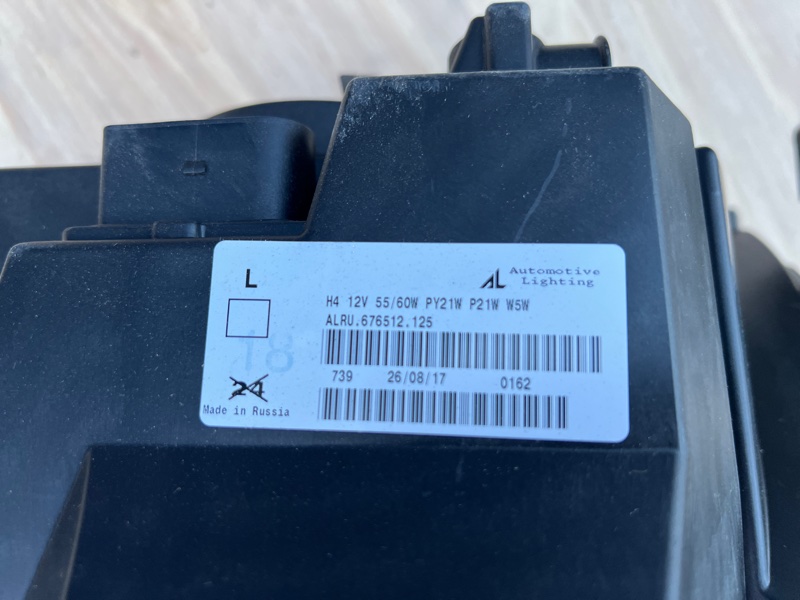 L
AL Automotive
Lighting
H4 12V 55/60W PY21W P21W W5W
ALRU.676512.125
18
739 26/08/17 0162
24
Made in Russia